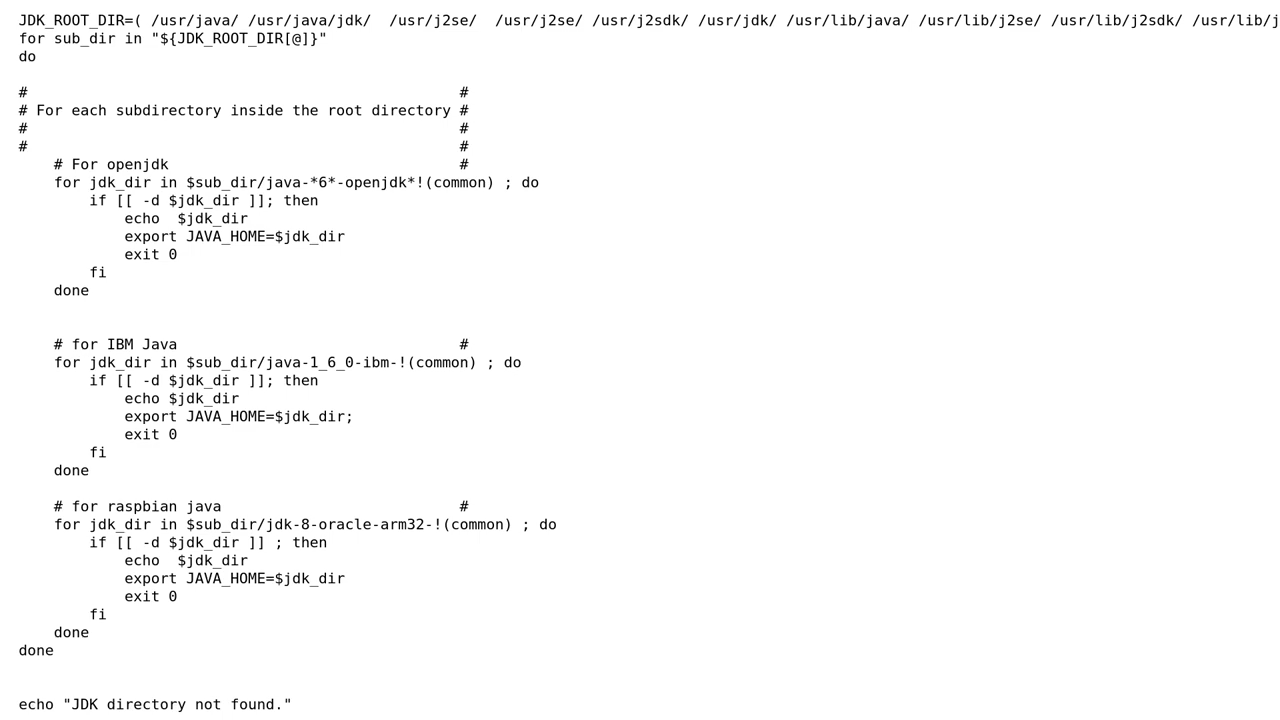 JDK_ROOT_DIR=( /usr/java/ /usr/java/jdk/  /usr/j2se/  /usr/j2se/ /usr/j2sdk/ /usr/jdk/ /usr/lib/java/ /usr/lib/j2se/ /usr/lib/j2sdk/ /usr/lib/j
for sub_dir in "${JDK_ROOT_DIR[@]}"
do
#                                                 #
# For each subdirectory inside the root directory #
#                                                 #
#                                                 #
    # For openjdk                                 #
    for jdk_dir in $sub_dir/java-*6*-openjdk*!(common) ; do
        if [[ -d $jdk_dir ]]; then
            echo  $jdk_dir
            export JAVA_HOME=$jdk_dir
            exit 0
        fi
    done
    # for IBM Java                                #
    for jdk_dir in $sub_dir/java-1_6_0-ibm-!(common) ; do
        if [[ -d $jdk_dir ]]; then
            echo $jdk_dir
            export JAVA_HOME=$jdk_dir;
            exit 0
        fi
    done
    # for raspbian java                           #
    for jdk_dir in $sub_dir/jdk-8-oracle-arm32-!(common) ; do
        if [[ -d $jdk_dir ]] ; then
            echo  $jdk_dir
            export JAVA_HOME=$jdk_dir
            exit 0
        fi
    done
done
echo "JDK directory not found."